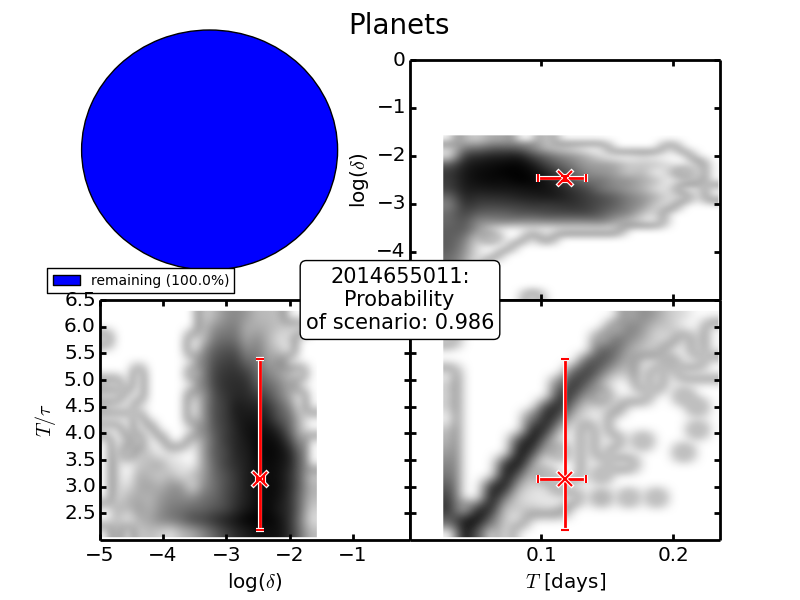 Planets
0
−1
−2
−3
−4
log(δ)
remaining (100.0%)
2014655011:
Probability
of scenario: 0.986
6.5
6.0
5.5
5.0
4.5
4.0
3.5
3.0
2.5
T/τ
−5 −4 −3 −2 −1
log(δ)
0.1 0.2
T [days]